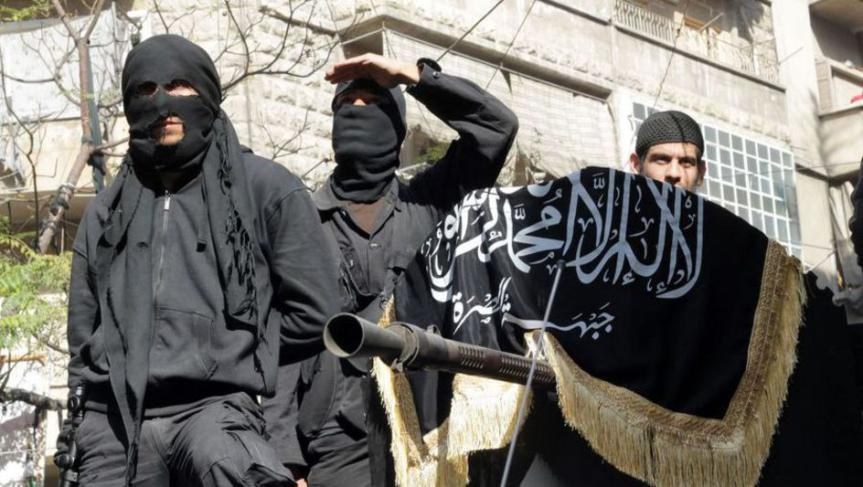 لا إله إلا الله محمد رسول الله
جبهة النصرة